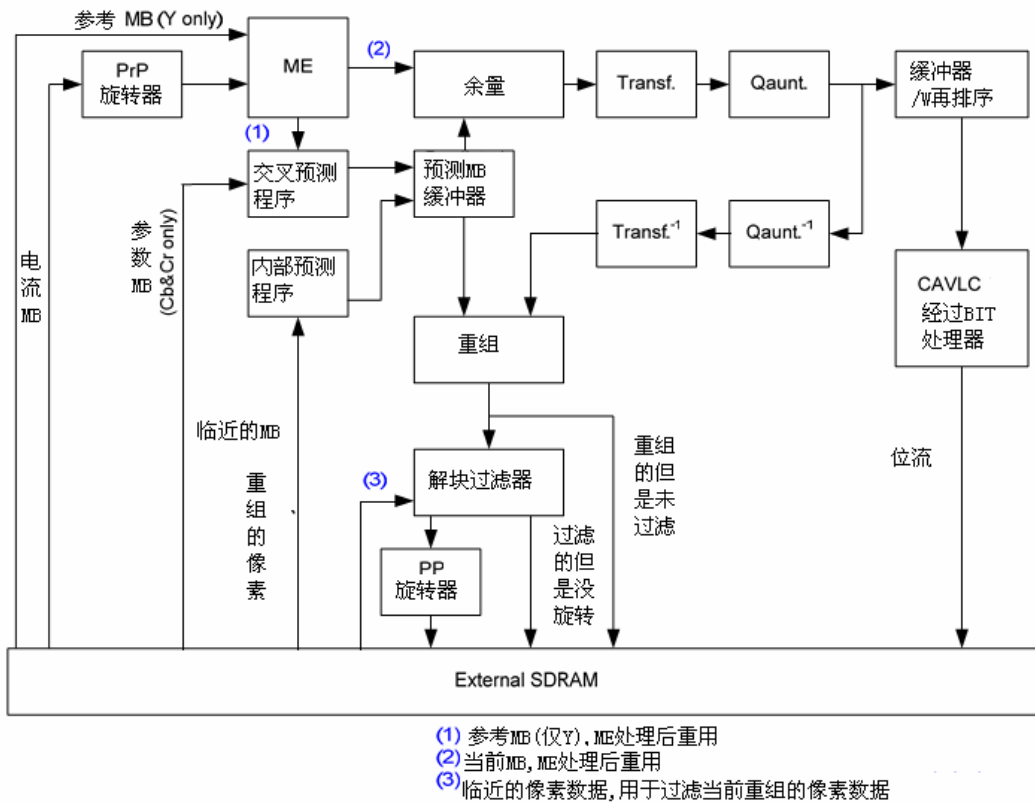 参考 MB (Y only)
PrP
旋转器
ME
(2)
余量
Transf.
Qaunt.
缓冲器
/W再排序
(1)
交叉预测
程序
预测MB
缓冲器
参数MB
(Cb&Cr only)
电流MB
内部预测
程序
Transf.-1
Qaunt.-1
CAVLC
经过BIT
处理器
重组
临近的MB
重组的像素
(3)
解块过滤器
重组
的但
是未
过滤
位流
过滤
的但
是没
旋转
PP
旋转器
External SDRAM
(1) 参考MB(仅Y),ME处理后重用
(2) 当前MB,ME处理后重用
(3) 临近的像素数据,用于过滤当前重组的像素数据